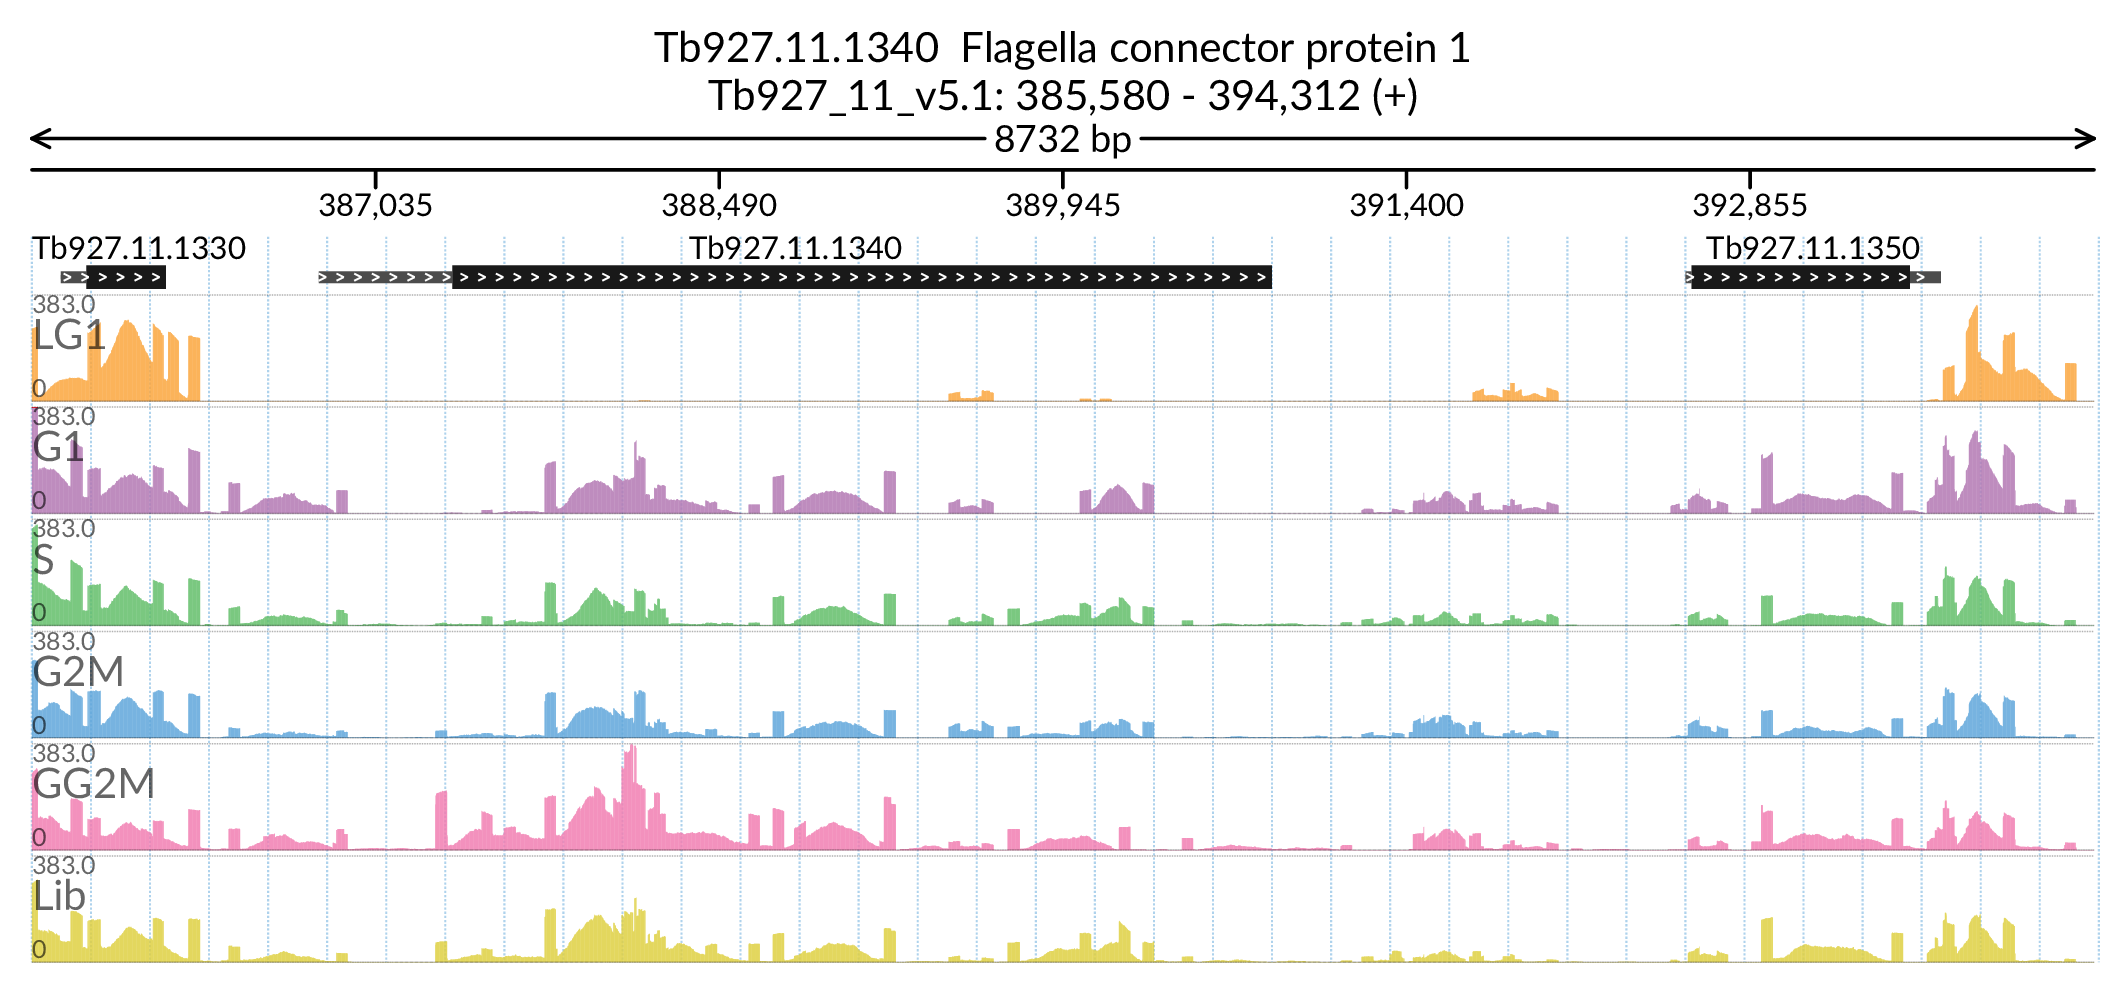 Tb927.11.1340 Flagella connector protein 1
Tb927_11_v5.1: 385,580 - 394,312 (+)
8732 bp
387,035 388,490 389,945 391,400 392,855
Tb927.11.1330 Tb927.11.1340 Tb927.11.1350
383.0
LG1
0
383.0
G1
0
383.0
S
0
383.0
G2M
0
383.0
GG2M
0
383.0
Lib
0